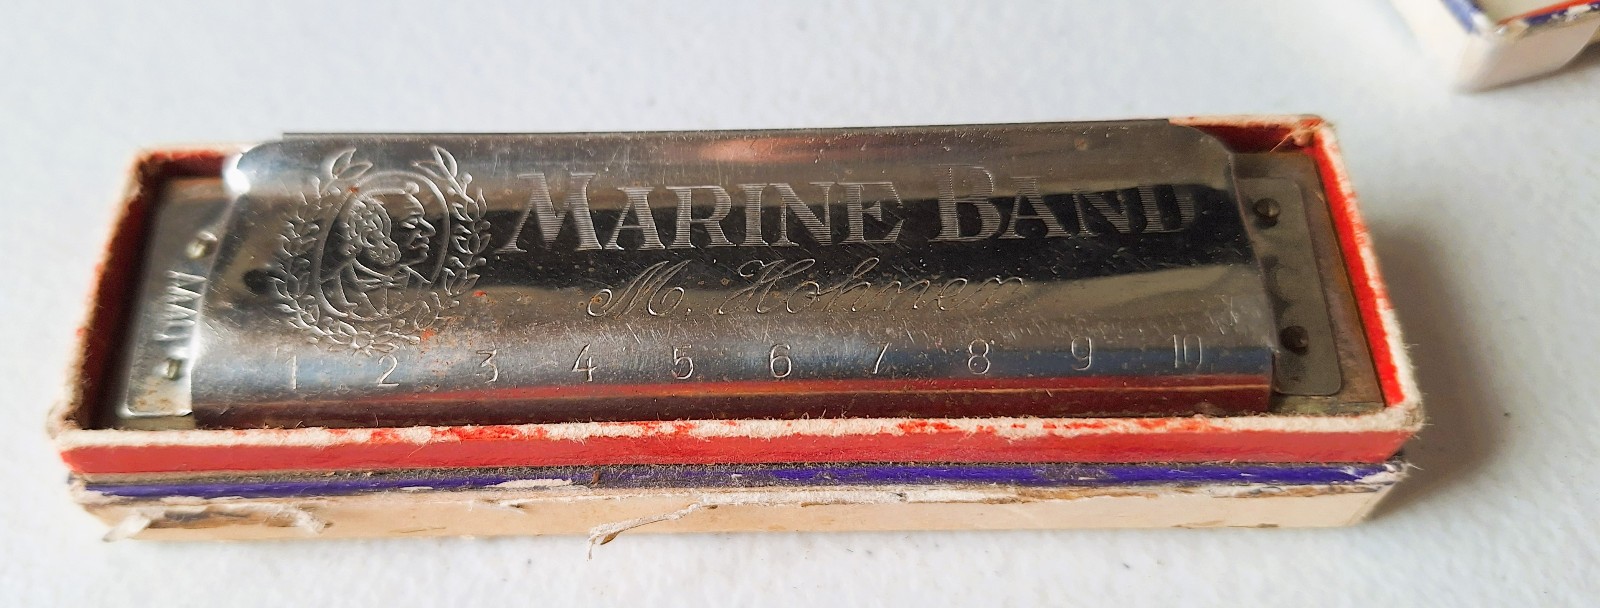 MARINE BAND
M. Hohner
1 2 3 4 5 6 7 8 9 10